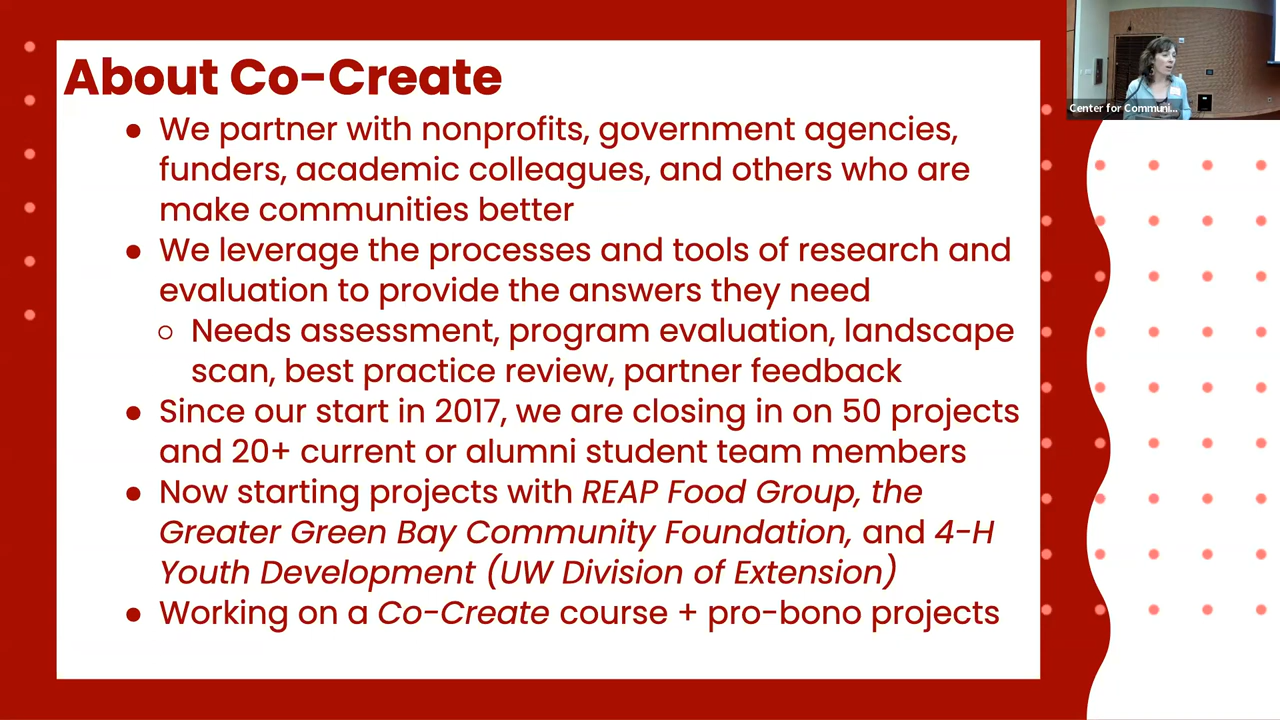 About Co-Create
● We partner with nonprofits, government agencies,
funders, academic colleagues, and others who are
make communities better
● We leverage the processes and tools of research and
evaluation to provide the answers they need
○ Needs assessment, program evaluation, landscape
scan, best practice review, partner feedback
● Since our start in 2017, we are closing in on 50 projects
and 20+ current or alumni student team members
● Now starting projects with REAP Food Group, the
Greater Green Bay Community Foundation, and 4-H
Youth Development (UW Division of Extension)
● Working on a Co-Create course + pro-bono projects
Center for Communi...